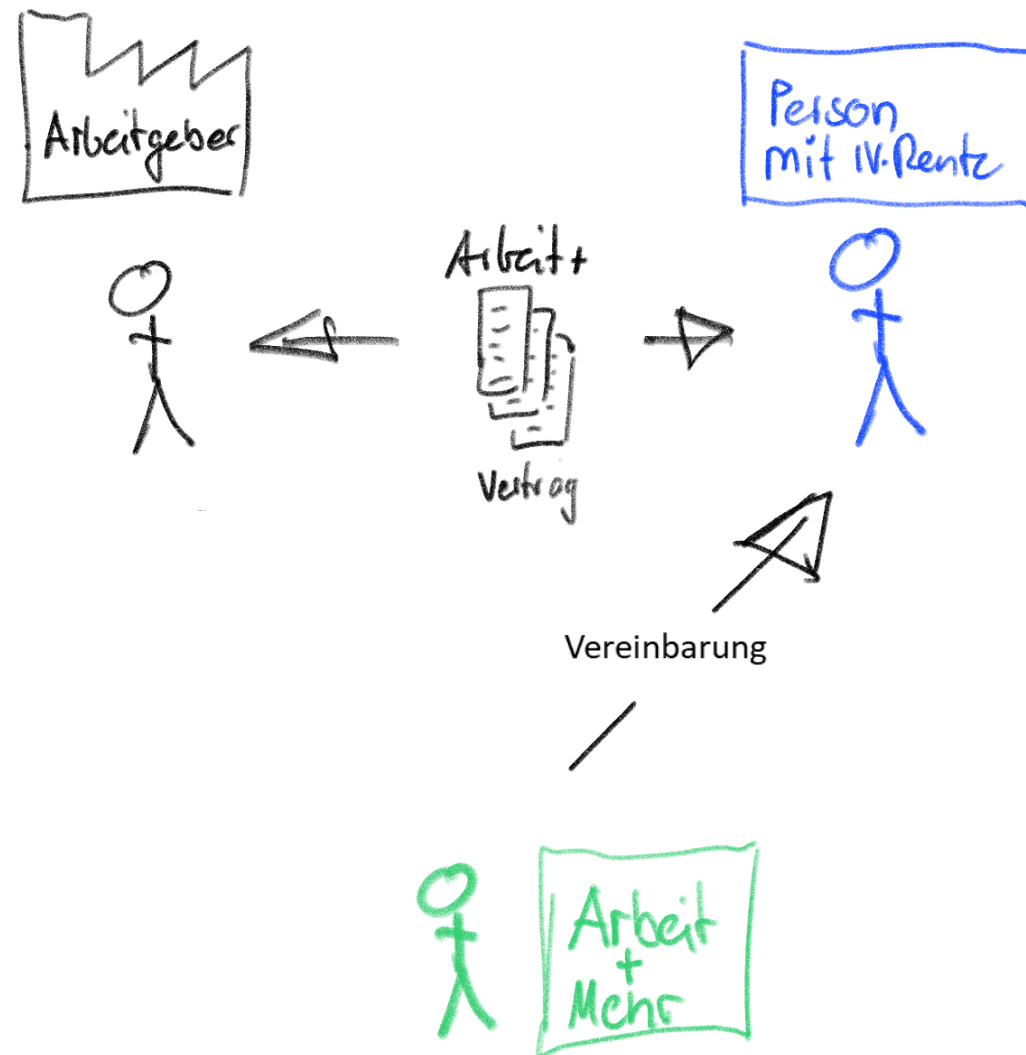 Arbeitgeber
Person
mit IV-Rente
Arbeit+
Vertrag
Vereinbarung
Arbeit
+
Mehr